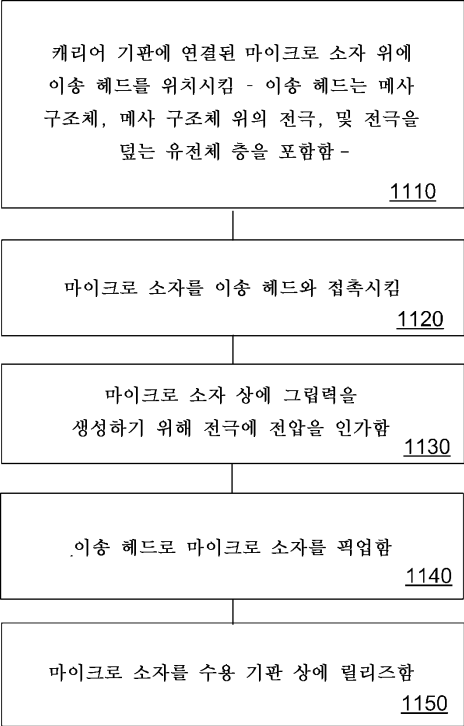 캐리어 기판에 연결된 마이크로 소자 위에
이송 헤드를 위치시킴 - 이송 헤드는 메사
구조체, 메사 구조체 위의 전극, 및 전극을
덮는 유전체 층을 포함함 –
1110
마이크로 소자를 이송 헤드와 접촉시킴
1120
마이크로 소자 상에 그립력을
생성하기 위해 전극에 전압을 인가함
1130
이송 헤드로 마이크로 소자를 픽업함
1140
마이크로 소자를 수용 기판 상에 릴리즈함
1150